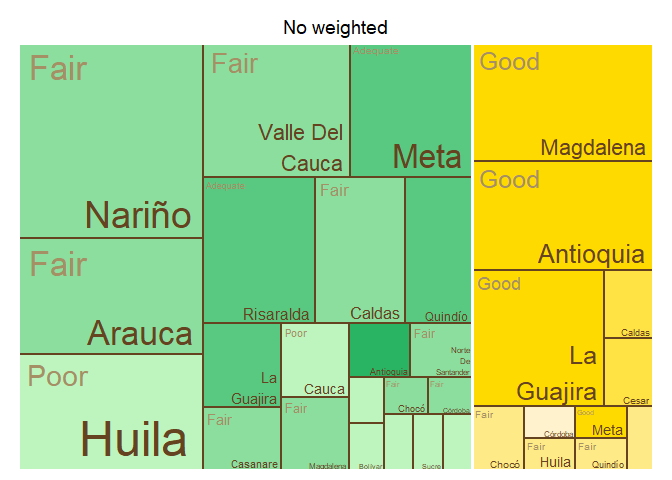 No weighted
Fair
Nariño
Fair
Arauca
Poor
Huila
Fair
Valle Del
Cauca
Adequate
Meta
Adequate
Risaralda
Fair
Caldas
Quindío
La
Guajira
Poor
Cauca
Antioquia
Fair
Norte
De
Santander
Fair
Casanare
Fair
Magdalena
Bolívar
Fair
Chocó
Fair
Córdoba
Sucre
Good
Magdalena
Good
Antioquia
Good
La
Guajira
Caldas
Cesar
Fair
Chocó
Córdoba
Fair
Huila
Good
Meta
Fair
Quindío